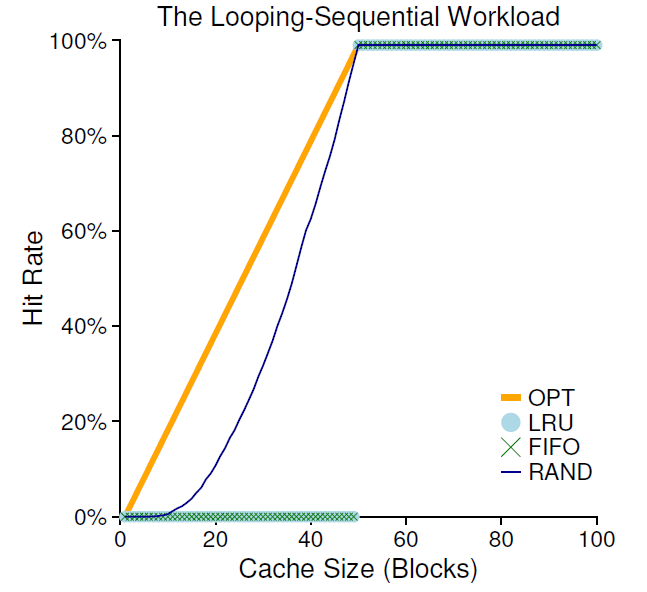 The Looping-Sequential Workload
100%
80%
60%
40%
20%
0%
Hit Rate
0 20 40 60 80 100
Cache Size (Blocks)
OPT
LRU
FIFO
RAND